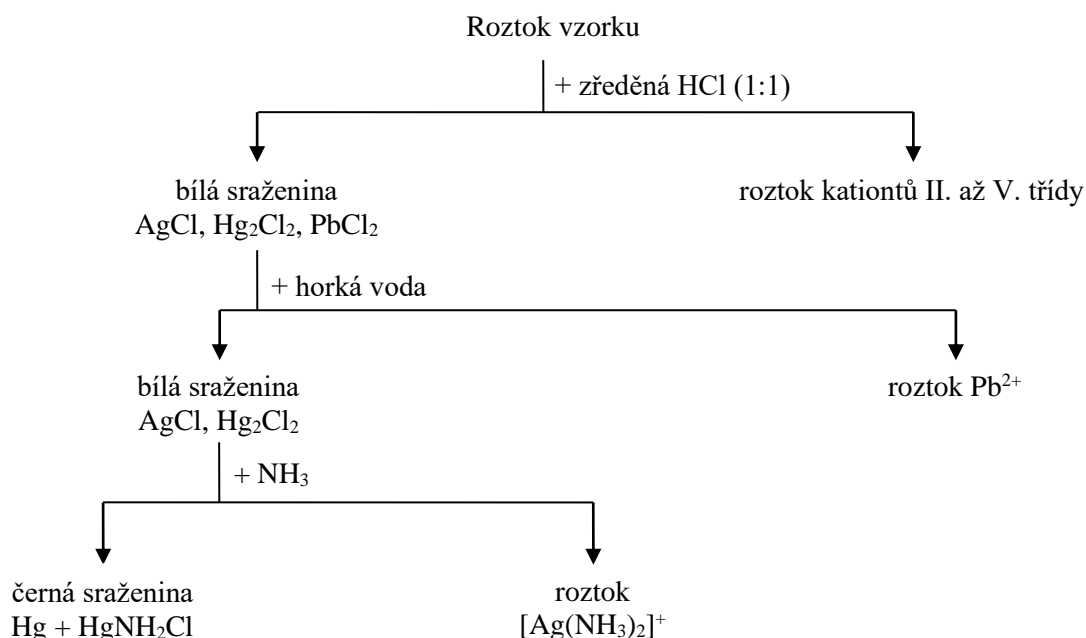 Roztok vzorku
+ zředěná HCl (1:1)
bílá sraženina
AgCl, Hg₂Cl₂, PbCl₂
roztok kationtů II. až V. třídy
+ horká voda
bílá sraženina
AgCl, Hg₂Cl₂
roztok Pb²⁺
+ NH₃
černá sraženina
Hg + HgNH₂Cl
roztok
[Ag(NH₃)₂]⁺